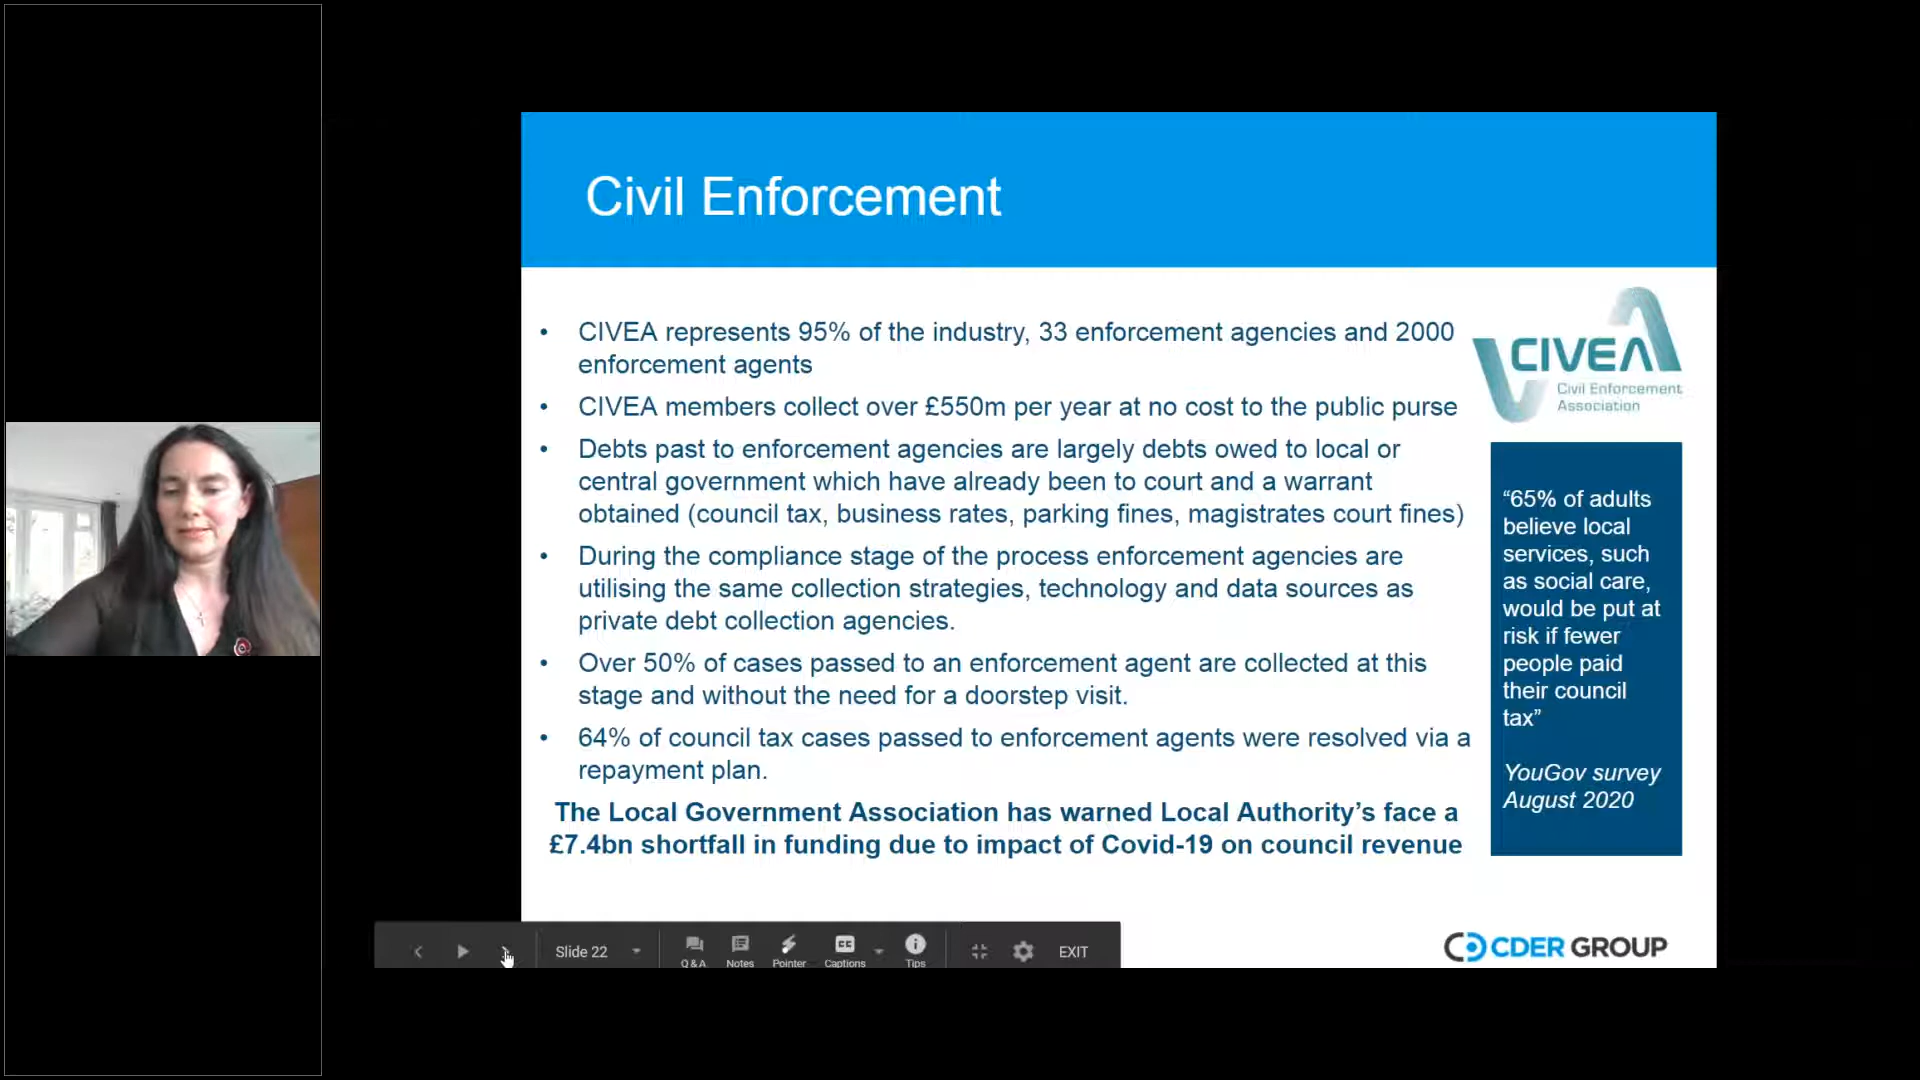 Civil Enforcement
• CIVEA represents 95% of the industry, 33 enforcement agencies and 2000
enforcement agents
• CIVEA members collect over £550m per year at no cost to the public purse
• Debts past to enforcement agencies are largely debts owed to local or
central government which have already been to court and a warrant
obtained (council tax, business rates, parking fines, magistrates court fines)
• During the compliance stage of the process enforcement agencies are
utilising the same collection strategies, technology and data sources as
private debt collection agencies.
• Over 50% of cases passed to an enforcement agent are collected at this
stage and without the need for a doorstep visit.
• 64% of council tax cases passed to enforcement agents were resolved via a
repayment plan.
The Local Government Association has warned Local Authority’s face a
£7.4bn shortfall in funding due to impact of Covid-19 on council revenue
CIVEA
Civil Enforcement
Association
“65% of adults
believe local
services, such
as social care,
would be put at
risk if fewer
people paid
their council
tax”
YouGov survey
August 2020
Slide 22
Q & A
Notes
Pointer
CC
Captions
Tips
EXIT
CDER GROUP